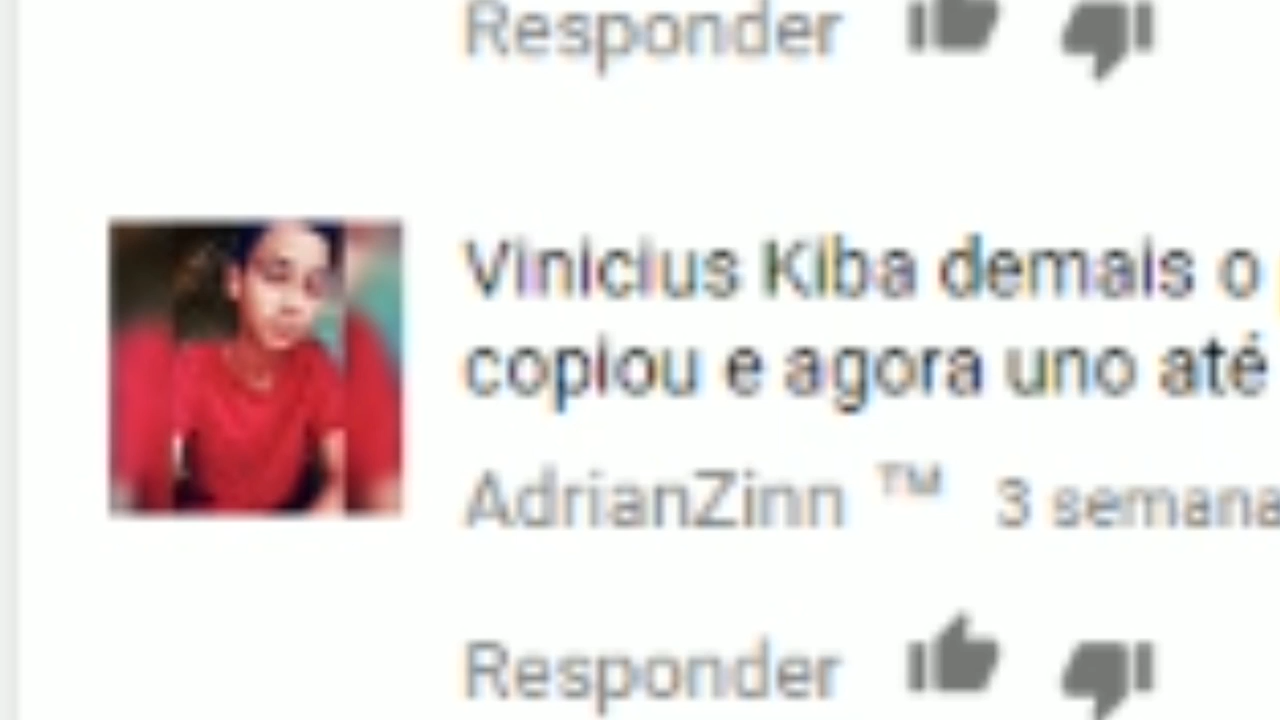 Responder
Vinicius Kiba demais o
copiou e agora uno até
AdrianZinn ™ 3 semana
Responder